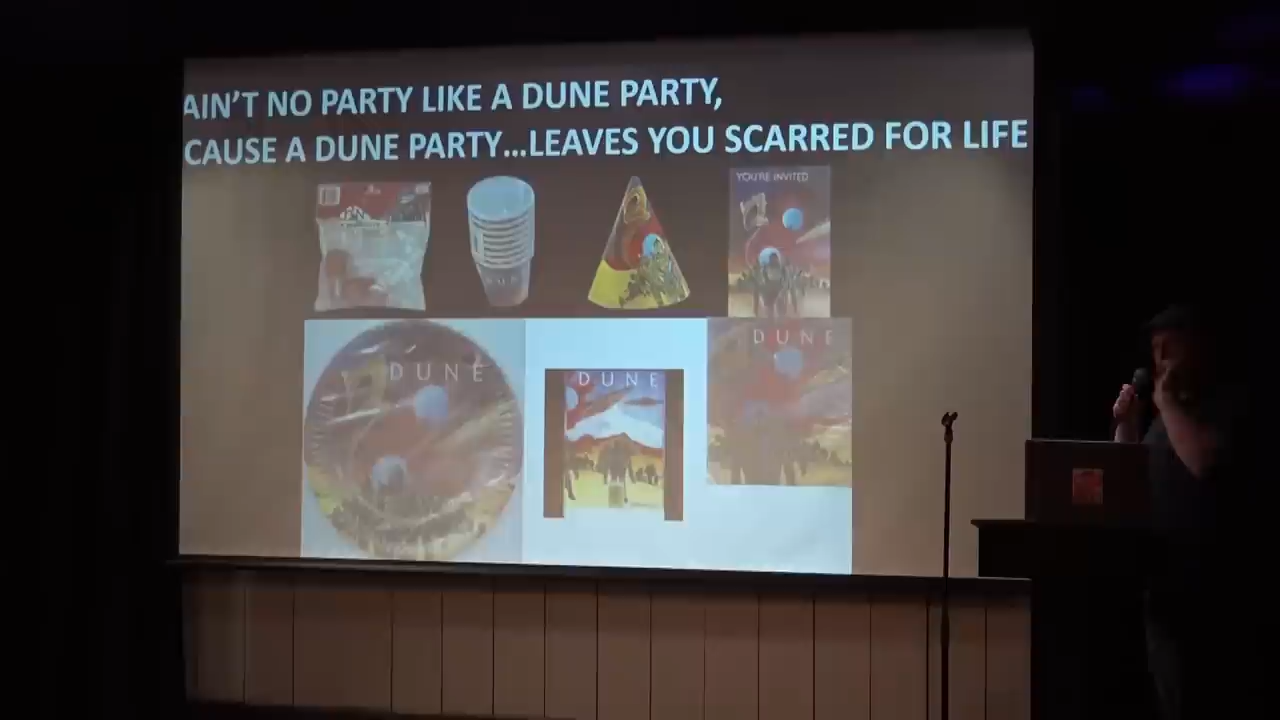 AIN'T NO PARTY LIKE A DUNE PARTY,
'CAUSE A DUNE PARTY...LEAVES YOU SCARRED FOR LIFE
YOU'RE INVITED
DUNE
DUNE
DUNE
DUNE